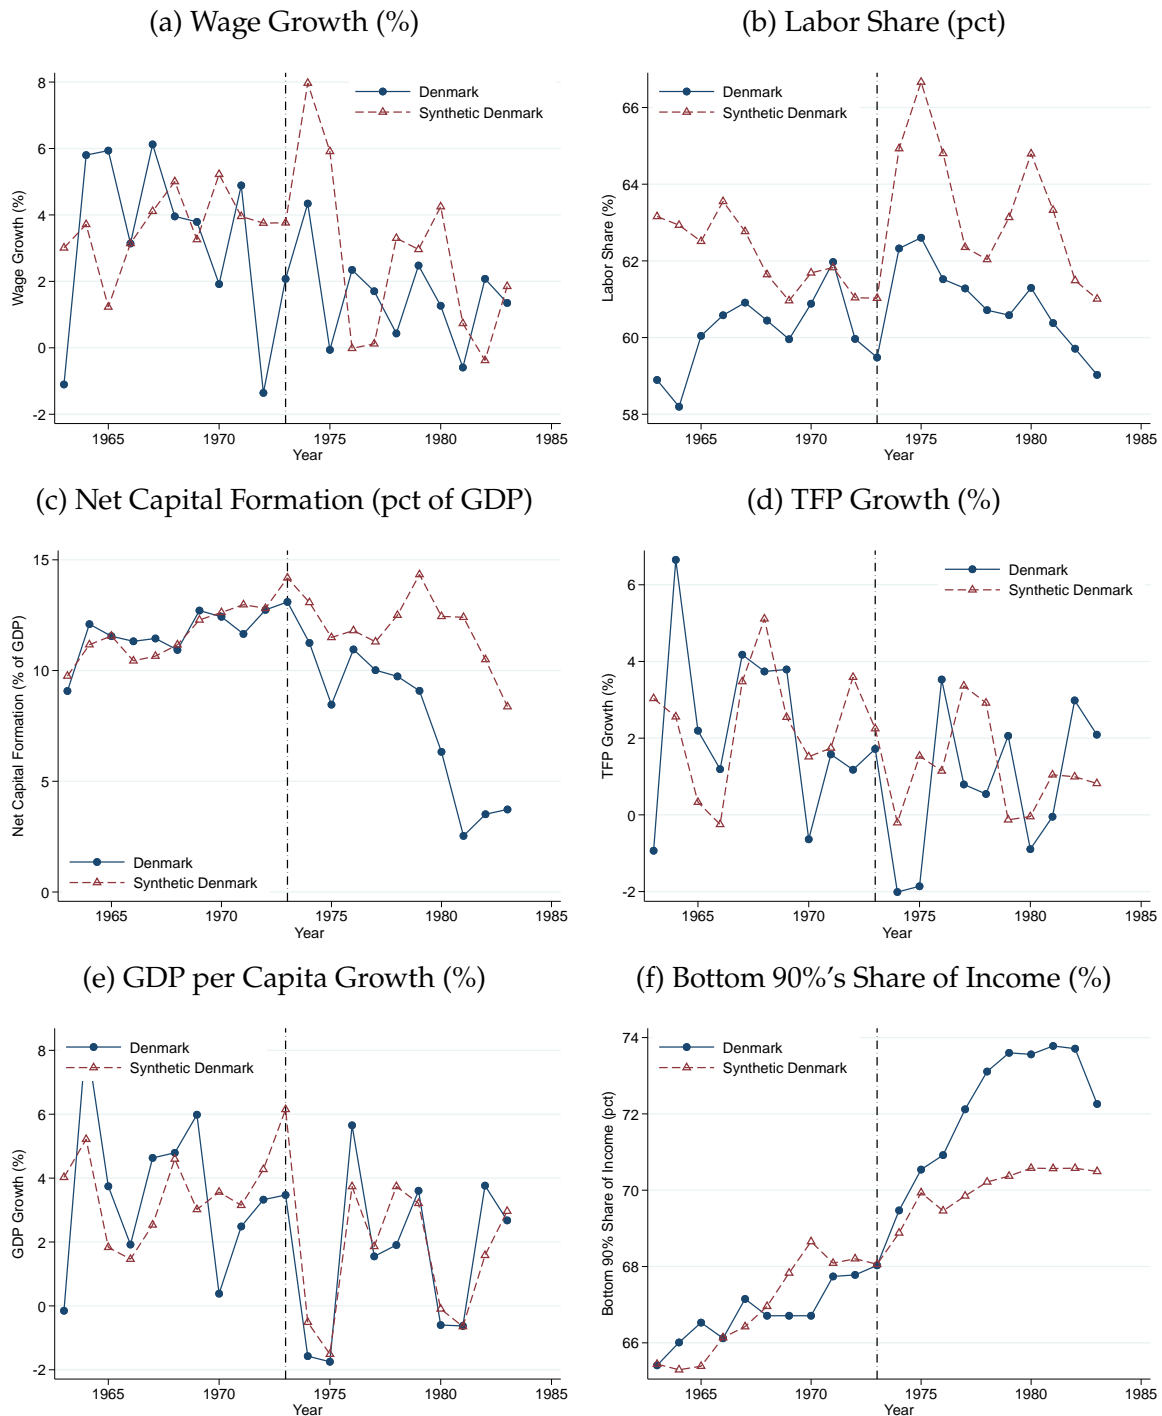 (a) Wage Growth (%)
Denmark
Synthetic Denmark
Wage Growth (%)
8
6
4
2
0
-2
1965 1970 1975 1980 1985
Year
(b) Labor Share (pct)
Denmark
Synthetic Denmark
Labor Share (%)
66
64
62
60
58
1965 1970 1975 1980 1985
Year
(c) Net Capital Formation (pct of GDP)
Net Capital Formation (% of GDP)
15
10
5
0
Denmark
Synthetic Denmark
1965 1970 1975 1980 1985
Year
(d) TFP Growth (%)
Denmark
Synthetic Denmark
TFP Growth (%)
6
4
2
0
-2
1965 1970 1975 1980 1985
Year
(e) GDP per Capita Growth (%)
Denmark
Synthetic Denmark
GDP Growth (%)
8
6
4
2
0
-2
1965 1970 1975 1980 1985
Year
(f) Bottom 90%'s Share of Income (%)
Denmark
Synthetic Denmark
Bottom 90% Share of Income (pct)
74
72
70
68
66
1965 1970 1975 1980 1985
Year